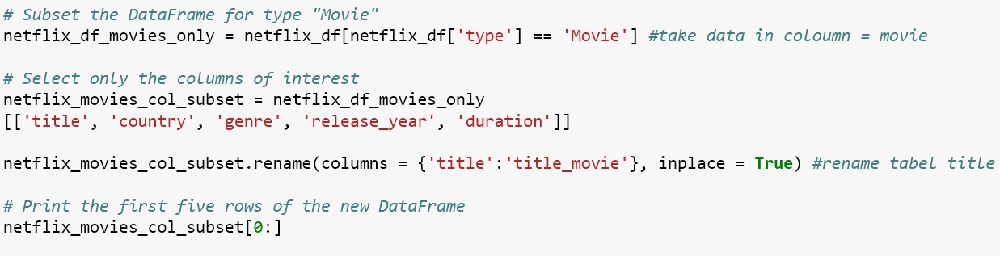 # Subset the DataFrame for type "Movie"
netflix_df_movies_only = netflix_df[netflix_df['type'] == 'Movie'] #take data in coloumn = movie
# Select only the columns of interest
netflix_movies_col_subset = netflix_df_movies_only
[['title', 'country', 'genre', 'release_year', 'duration']]
netflix_movies_col_subset.rename(columns = {'title':'title_movie'}, inplace = True) #rename tabel title
# Print the first five rows of the new DataFrame
netflix_movies_col_subset[0:]